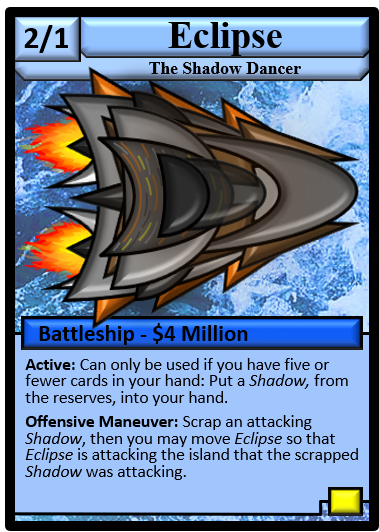 2/1
Eclipse
The Shadow Dancer
Battleship - $4 Million
Active: Can only be used if you have five or
fewer cards in your hand: Put a Shadow, from
the reserves, into your hand.
Offensive Maneuver: Scrap an attacking
Shadow, then you may move Eclipse so that
Eclipse is attacking the island that the scrapped
Shadow was attacking.